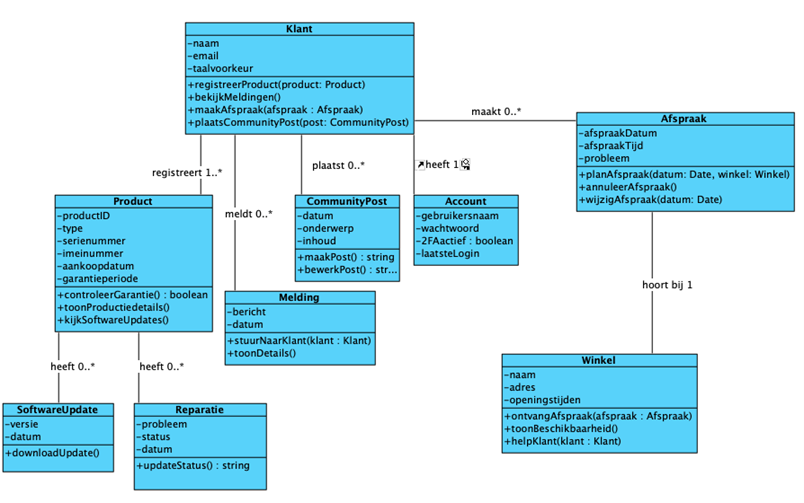 Klant
-naam
-email
-taalvoorkeur
+registreerProduct(product: Product)
+bekijkMeldingen()
+maakAfspraak(afspraak : Afspraak)
+plaatsCommunityPost(post: CommunityPost)
maakt 0..*
Afspraak
-afspraakDatum
-afspraakTijd
-probleem
+planAfspraak(datum: Date, winkel: Winkel)
+annuleerAfspraak()
+wijzigAfspraak(datum: Date)
registreert 1..*
meldt 0..*
plaatst 0..*
heeft 1
Product
-productID
-type
-serienummer
-imeinummer
-aankoopdatum
-garantieperiode
+controleerGarantie() : boolean
+toonProductiedetails()
+kijkSoftwareUpdates()
CommunityPost
-datum
-onderwerp
-inhoud
+maakPost() : string
+bewerkPost() : str...
Account
-gebruikersnaam
-wachtwoord
-2FAactief : boolean
-laatsteLogin
Melding
-bericht
-datum
+stuurNaarKlant(klant : Klant)
+toonDetails()
hoort bij 1
Winkel
-naam
-adres
-openingstijden
+ontvangAfspraak(afspraak : Afspraak)
+toonBeschikbaarheid()
+helpKlant(klant : Klant)
heeft 0..*
heeft 0..*
SoftwareUpdate
-versie
-datum
+downloadUpdate()
Reparatie
-probleem
-status
-datum
+updateStatus() : string